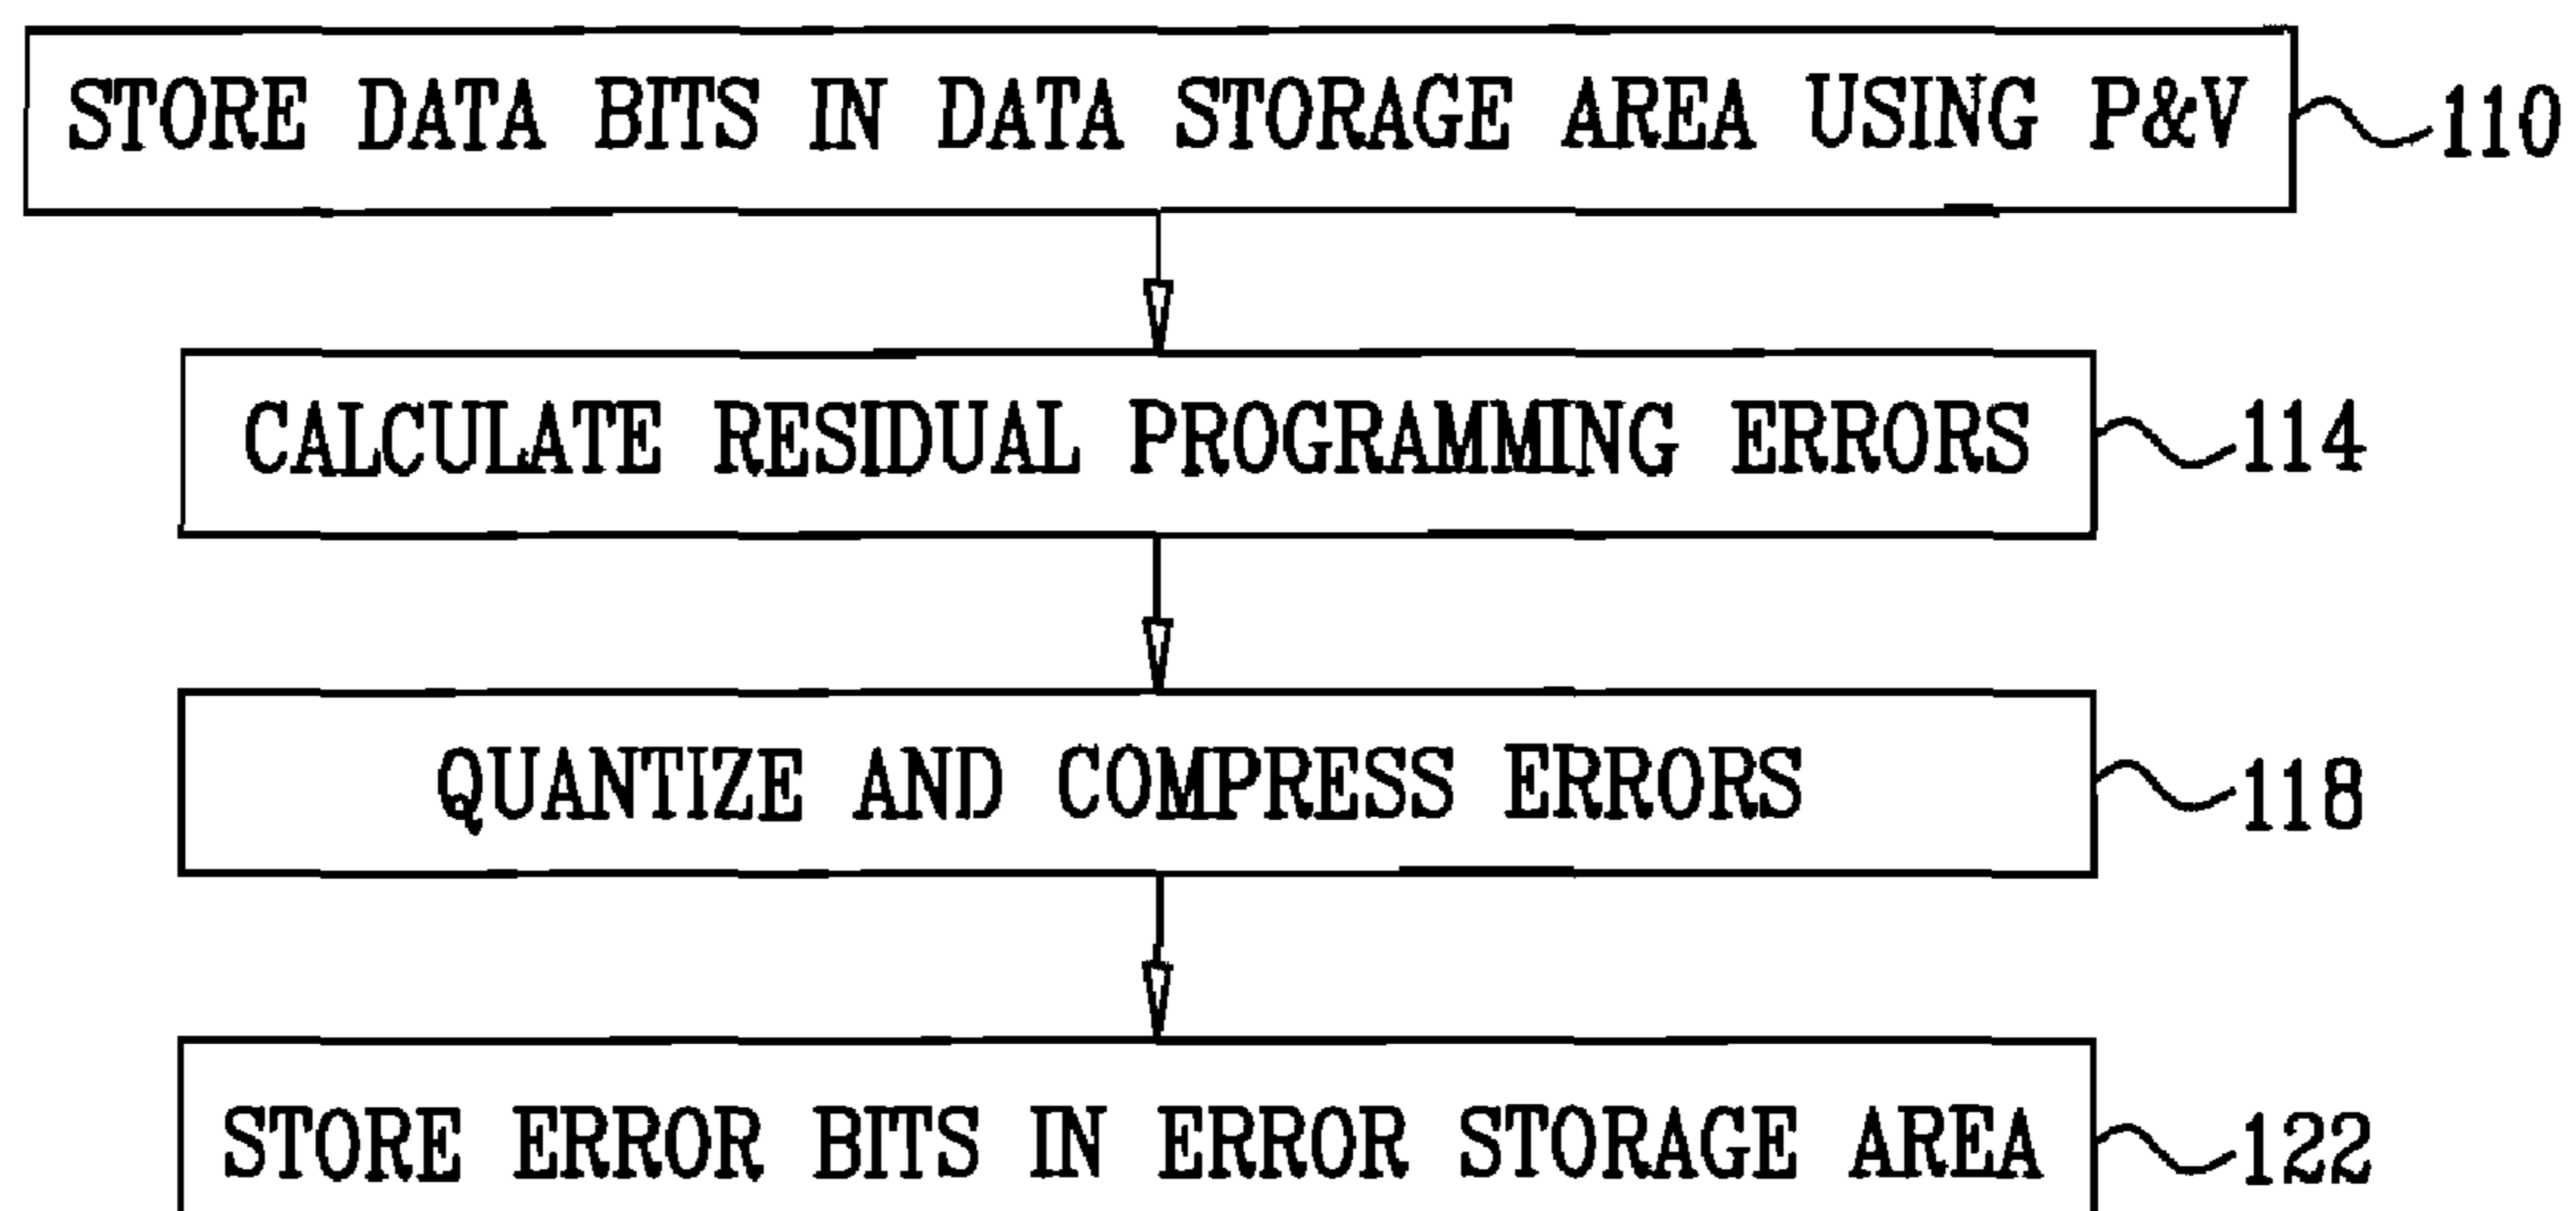 STORE DATA BITS IN DATA STORAGE AREA USING P&V 110
CALCULATE RESIDUAL PROGRAMMING ERRORS 114
QUANTIZE AND COMPRESS ERRORS 118
STORE ERROR BITS IN ERROR STORAGE AREA 122